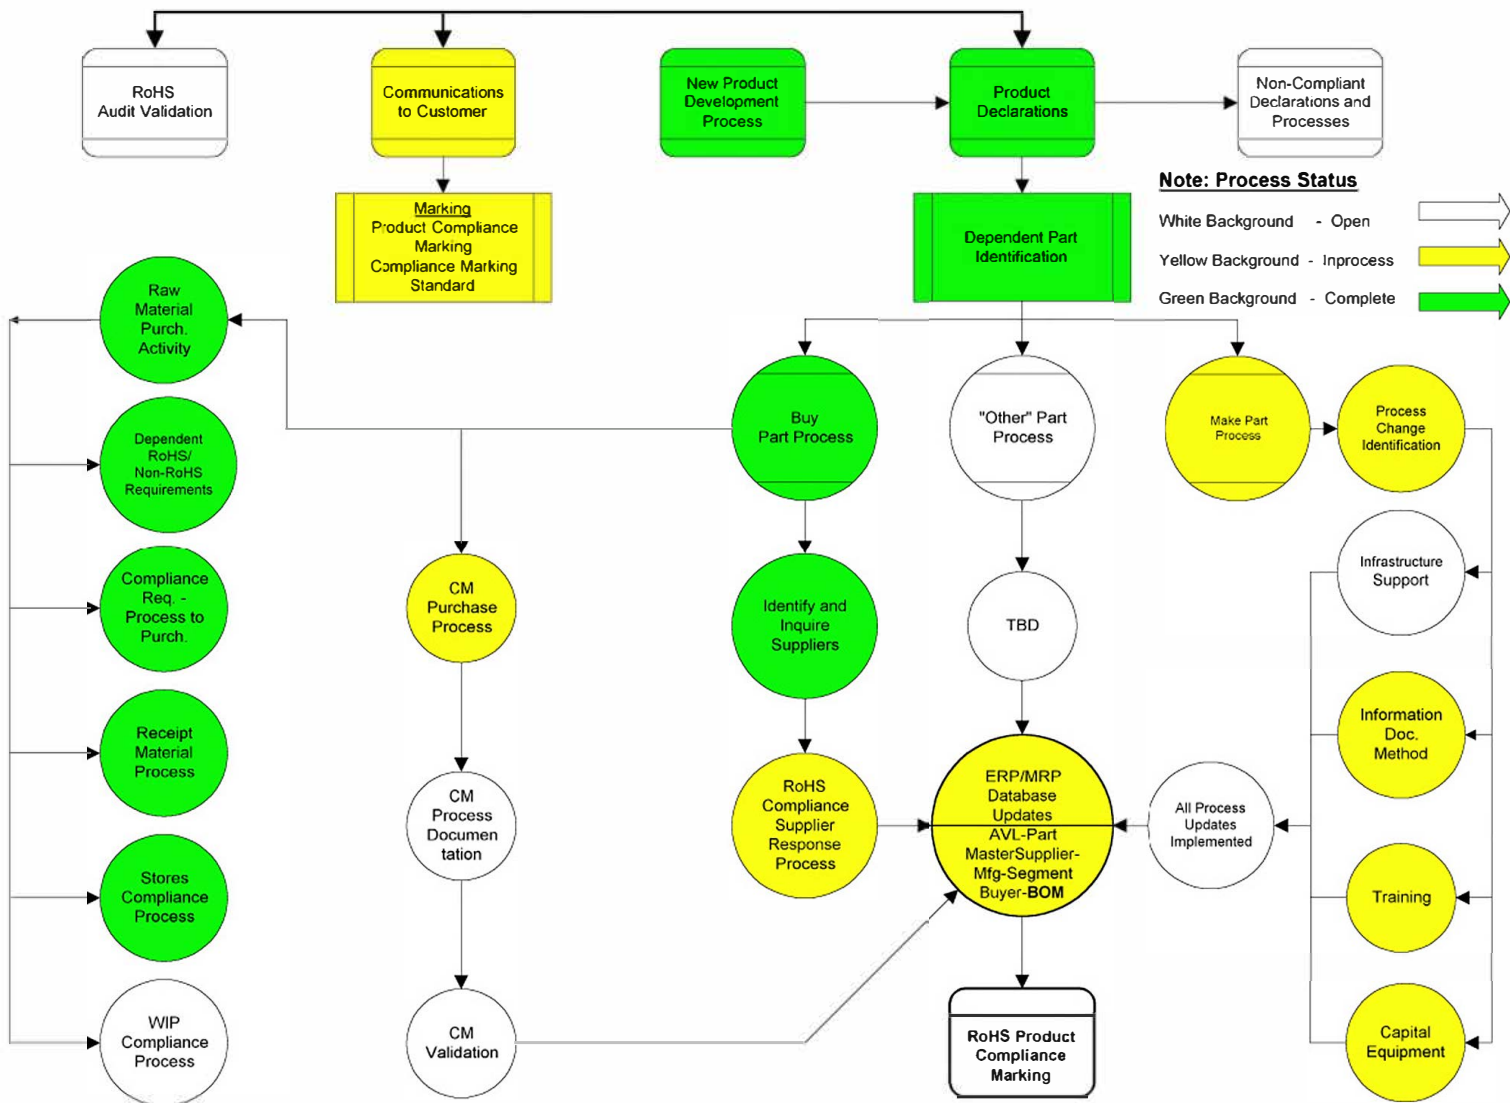 RoHS
Audit Validation
Communications
to Customer
New Product
Development
Process
Product
Declarations
Non-Compliant
Declarations and
Processes
Note: Process Status
White Background - Open
Yellow Background - Inprocess
Green Background - Complete
Marking
Product Compliance
Marking
Compliance Marking
Standard
Dependent Part
Identification
Raw
Material
Purch.
Activity
Buy
Part Process
"Other" Part
Process
Make Part
Process
Process
Change
Identification
Dependent
RoHS/
Non-RoHS
Requirements
Compliance
Req. -
Process to
Purch.
CM
Purchase
Process
Identify and
Inquire
Suppliers
TBD
Infrastructure
Support
Receipt
Material
Process
Information
Doc.
Method
CM
Process
Documen
tation
RoHS
Compliance
Supplier
Response
Process
ERP/MRP
Database
Updates
AVL-Part
MasterSupplier-
Mfg-Segment
Buyer-BOM
All Process
Updates
Implemented
Stores
Compliance
Process
Training
WIP
Compliance
Process
CM
Validation
RoHS Product
Compliance
Marking
Capital
Equipment